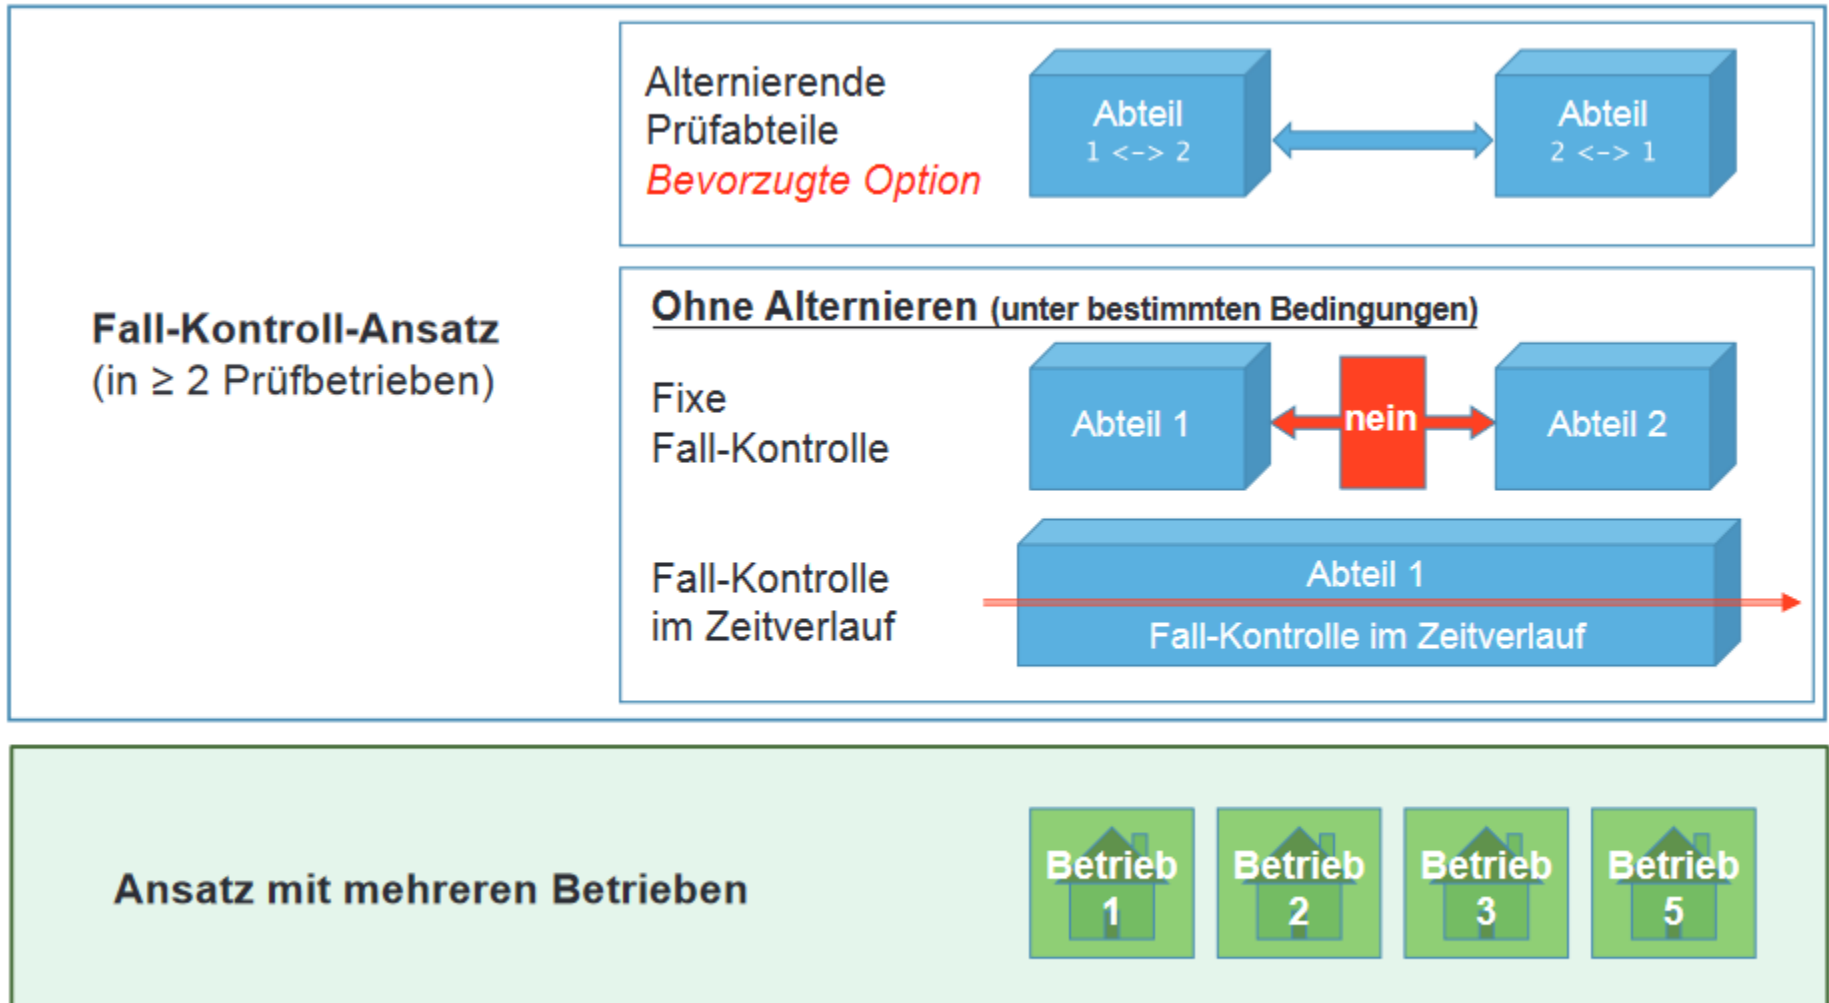 Alternierende
Prüfabteile
Bevorzugte Option
Abteil
1 <-> 2
Abteil
2 <-> 1
Fall-Kontroll-Ansatz
(in ≥ 2 Prüfbetrieben)
Ohne Alternieren (unter bestimmten Bedingungen)
Fixe
Fall-Kontrolle
Abteil 1
nein
Abteil 2
Fall-Kontrolle
im Zeitverlauf
Abteil 1
Fall-Kontrolle im Zeitverlauf
Ansatz mit mehreren Betrieben
Betrieb
1
Betrieb
2
Betrieb
3
Betrieb
5